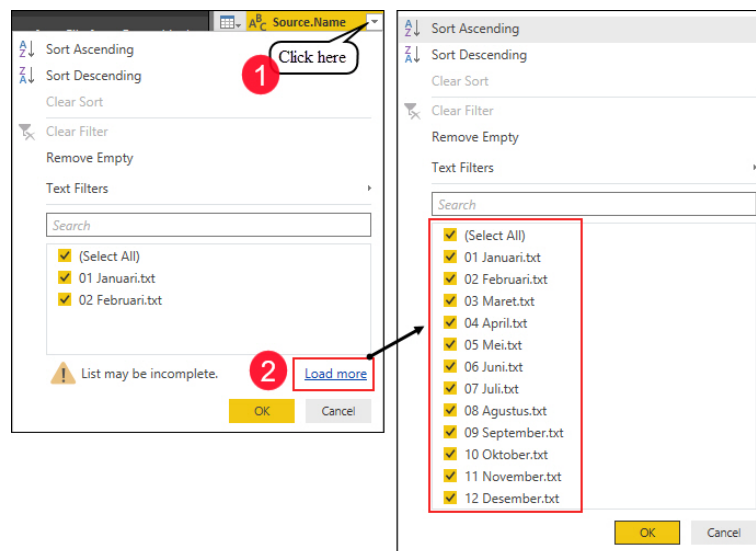 Source.Name
Click here
1
Sort Ascending
Sort Descending
Clear Sort
Clear Filter
Remove Empty
Text Filters
Search
(Select All)
01 Januari.txt
02 Februari.txt
List may be incomplete.
2
Load more
OK
Cancel
Sort Ascending
Sort Descending
Clear Sort
Clear Filter
Remove Empty
Text Filters
Search
(Select All)
01 Januari.txt
02 Februari.txt
03 Maret.txt
04 April.txt
05 Mei.txt
06 Juni.txt
07 Juli.txt
08 Agustus.txt
09 September.txt
10 Oktober.txt
11 November.txt
12 Desember.txt
OK
Cancel